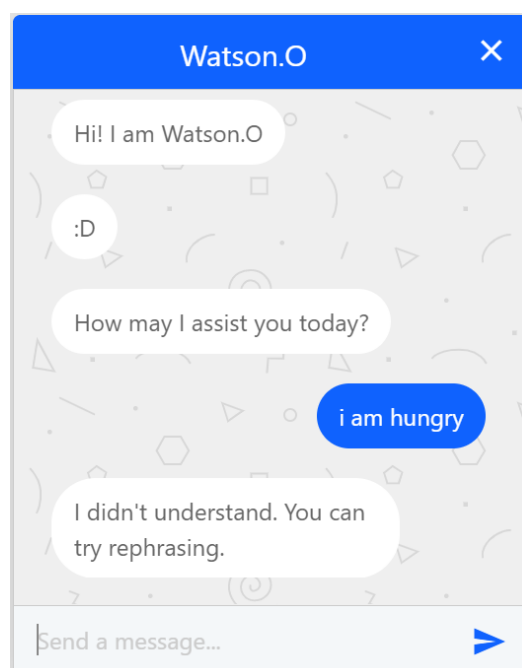 Watson.O
Hi! I am Watson.O
:D
How may I assist you today?
i am hungry
I didn't understand. You can
try rephrasing.
Send a message...